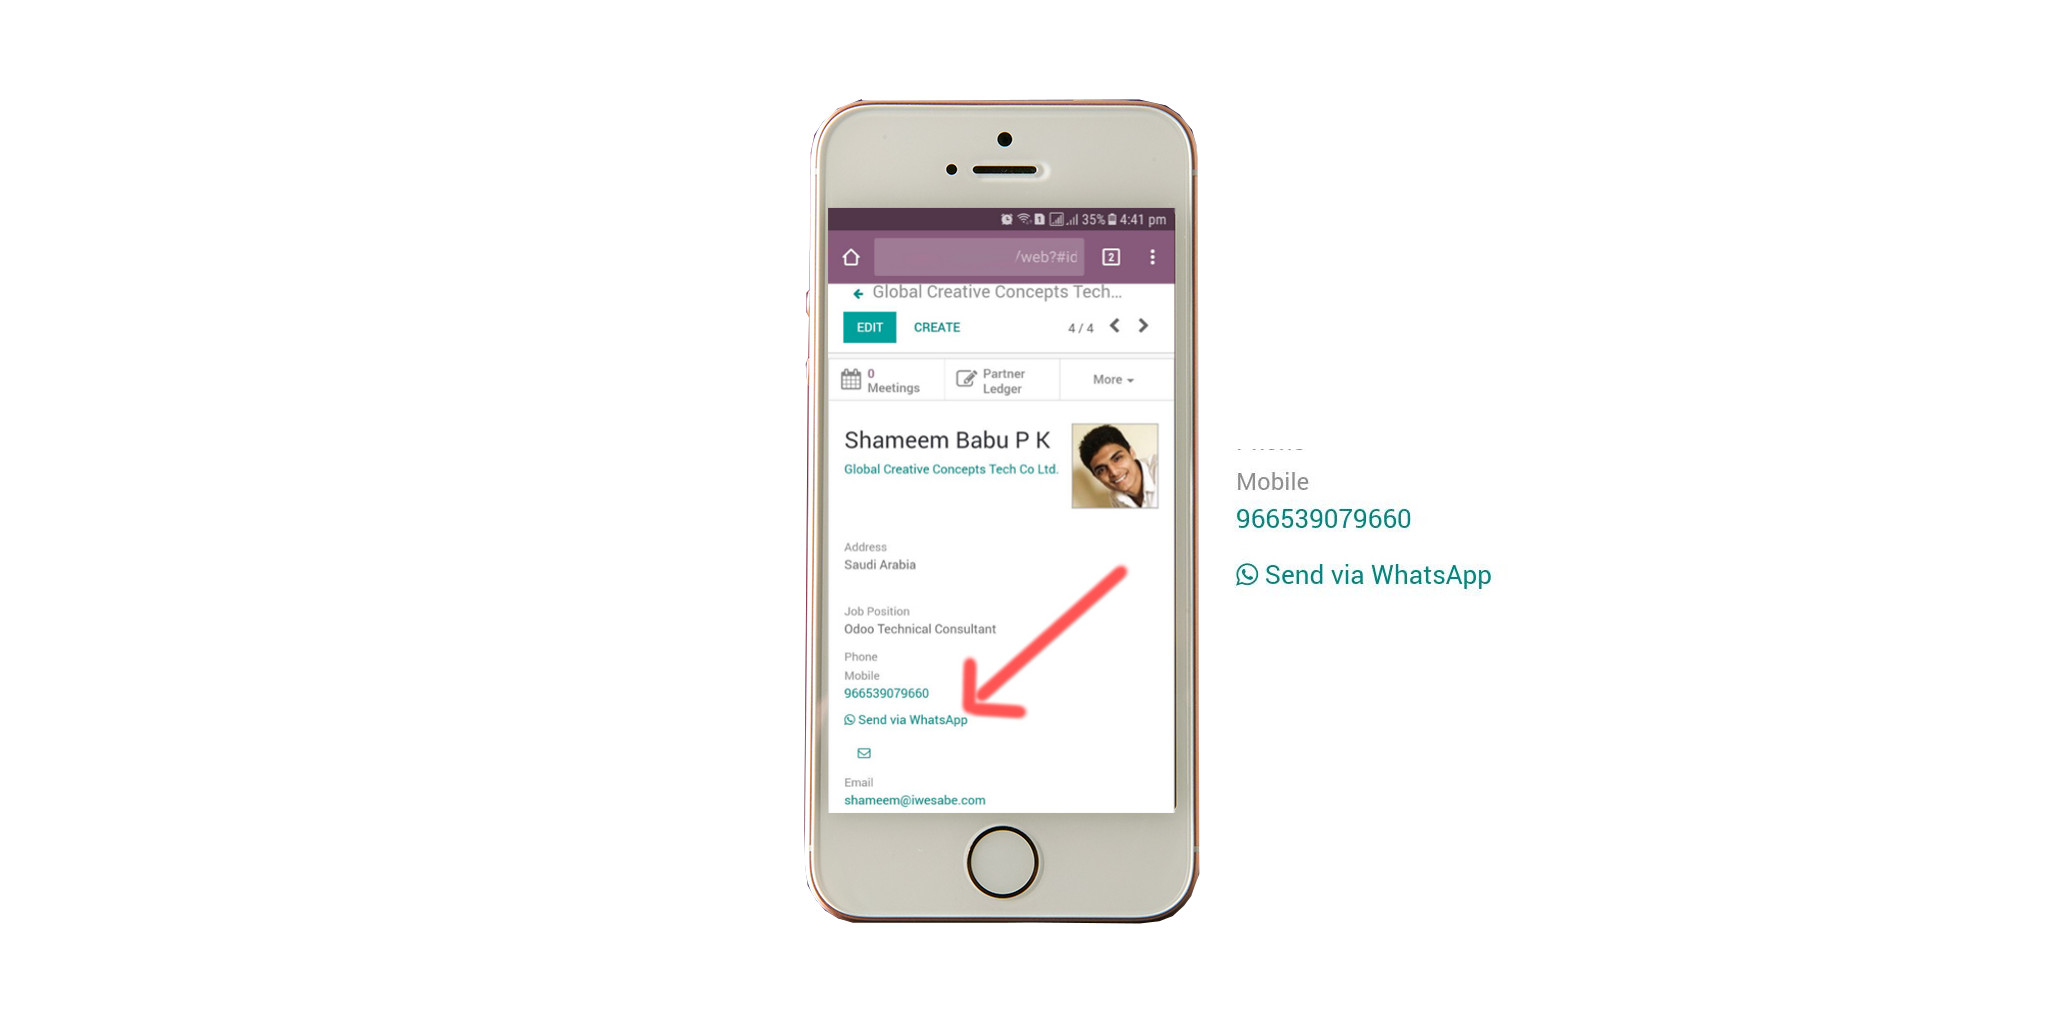 35% 4:41 pm
/web?#id 2
Global Creative Concepts Tech...
EDIT CREATE 4 / 4
0
Meetings
Partner
Ledger
More
Shameem Babu P K
Global Creative Concepts Tech Co Ltd.
Address
Saudi Arabia
Job Position
Odoo Technical Consultant
Phone
Mobile
966539079660
Send via WhatsApp
Email
shameem@iwesabe.com
Mobile
966539079660
Send via WhatsApp